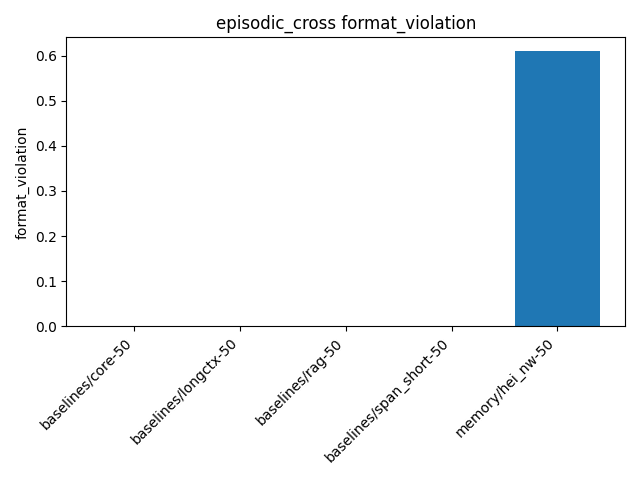 episodic_cross format_violation
format_violation
0.6
0.5
0.4
0.3
0.2
0.1
0.0
baselines/core-50
baselines/longctx-50
baselines/rag-50
baselines/span_short-50
memory/hei_nw-50